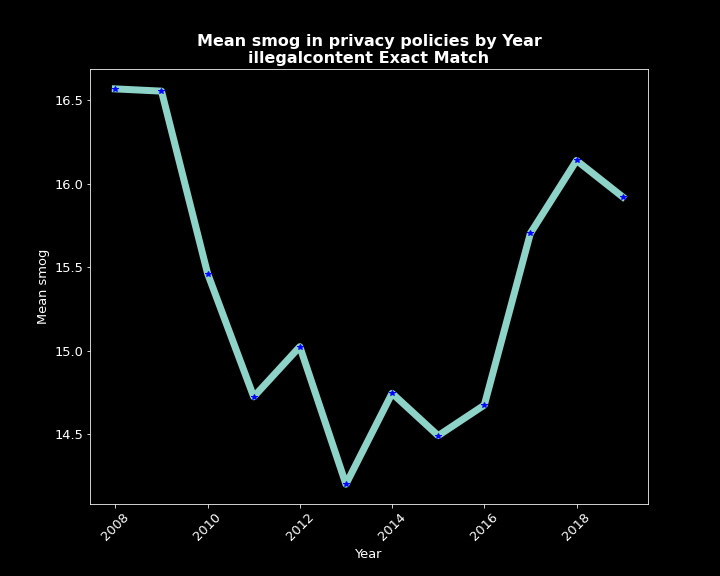 Mean smog in privacy policies by Year
illegalcontent Exact Match
16.5
16.0
15.5
15.0
14.5
Mean smog
2008
2010
2012
2014
2016
2018
Year